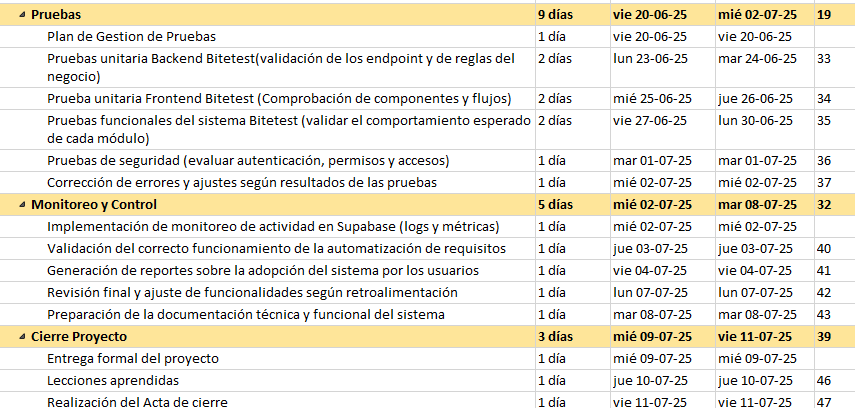 Pruebas 9 días vie 20-06-25 mié 02-07-25 19
Plan de Gestion de Pruebas 1 día vie 20-06-25 vie 20-06-25
Pruebas unitaria Backend Bitetest(validación de los endpoint y de reglas del 2 días lun 23-06-25 mar 24-06-25 33
negocio)
Prueba unitaria Frontend Bitetest (Comprobación de componentes y flujos) 2 días mié 25-06-25 jue 26-06-25 34
Pruebas funcionales del sistema Bitetest (validar el comportamiento esperado 2 días vie 27-06-25 lun 30-06-25 35
de cada módulo)
Pruebas de seguridad (evaluar autenticación, permisos y accesos) 1 día mar 01-07-25 mar 01-07-25 36
Corrección de errores y ajustes según resultados de las pruebas 1 día mié 02-07-25 mié 02-07-25 37
Monitoreo y Control 5 días mié 02-07-25 mar 08-07-25 32
Implementación de monitoreo de actividad en Supabase (logs y métricas) 1 día mié 02-07-25 mié 02-07-25
Validación del correcto funcionamiento de la automatización de requisitos 1 día jue 03-07-25 jue 03-07-25 40
Generación de reportes sobre la adopción del sistema por los usuarios 1 día vie 04-07-25 vie 04-07-25 41
Revisión final y ajuste de funcionalidades según retroalimentación 1 día lun 07-07-25 lun 07-07-25 42
Preparación de la documentación técnica y funcional del sistema 1 día mar 08-07-25 mar 08-07-25 43
Cierre Proyecto 3 días mié 09-07-25 vie 11-07-25 39
Entrega formal del proyecto 1 día mié 09-07-25 mié 09-07-25
Lecciones aprendidas 1 día jue 10-07-25 jue 10-07-25 46
Realización del Acta de cierre 1 día vie 11-07-25 vie 11-07-25 47